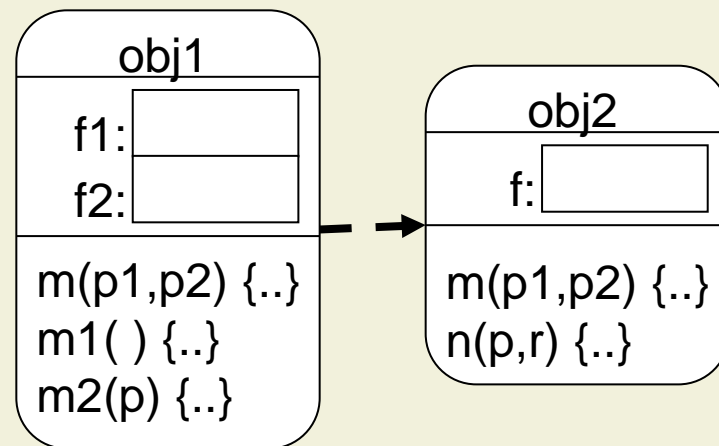 obj1
f1:
f2:
m(p1,p2) {..}
m1( ) {..}
m2(p) {..}
obj2
f:
m(p1,p2) {..}
n(p,r) {..}